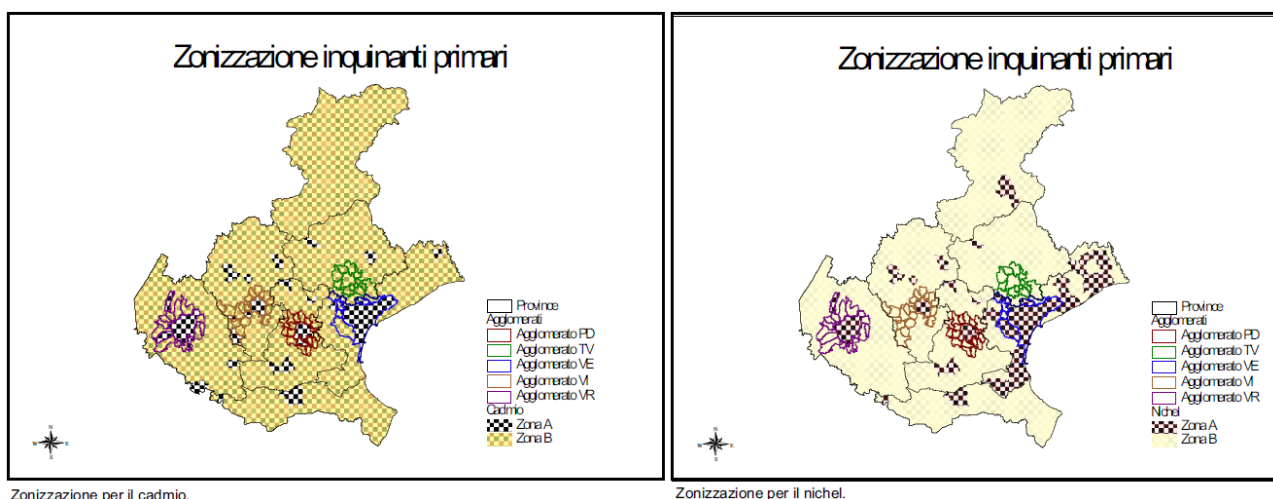 Zonizzazione inquinanti primari
Province
Agglomerati
Agglomerato PD
Agglomerato TV
Agglomerato VE
Agglomerato VI
Agglomerato VR
Cadmio
Zona A
Zona B
N
W E
S
Zonizzazione per il cadmio.
Zonizzazione inquinanti primari
Province
Agglomerati
Agglomerato PD
Agglomerato TV
Agglomerato VE
Agglomerato VI
Agglomerato VR
Nichel
Zona A
Zona B
N
W E
S
Zonizzazione per il nichel.